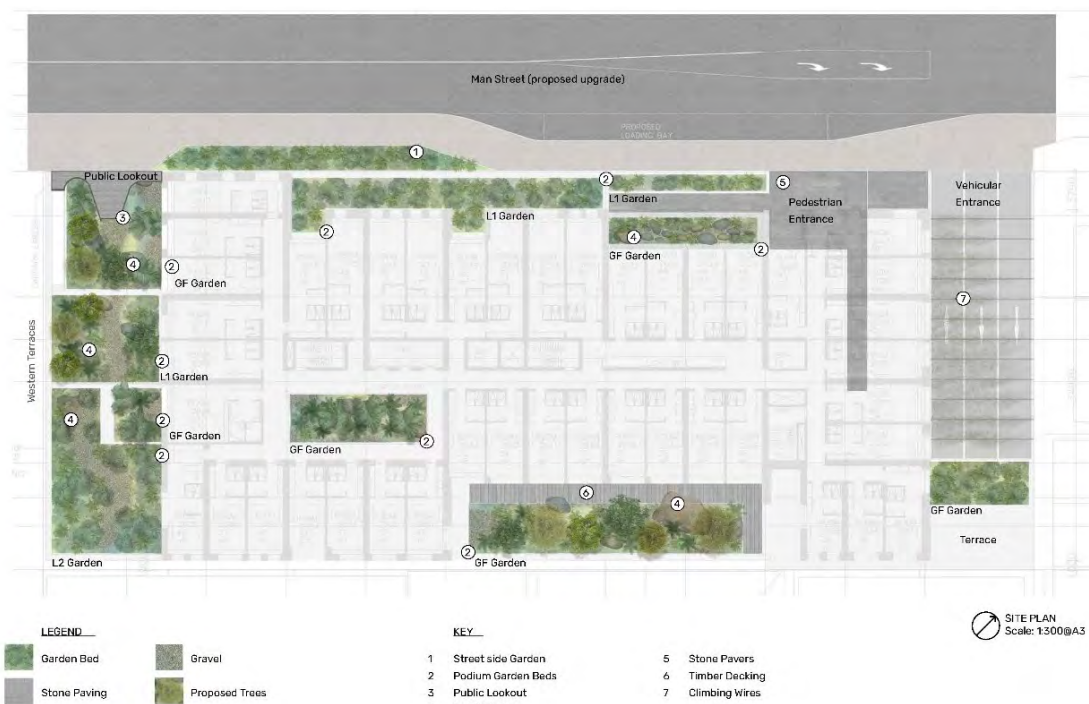 Man Street (proposed upgrade)
PROPOSED
LOADING BAY
1
Public Lookout
2
5
Vehicular
Entrance
L1 Garden
Pedestrian
Entrance
L1 Garden
3
2
4
GF Garden
2
4
2
GF Garden
7
Western Terraces
4
2
L1 Garden
4
2
GF Garden
2
GF Garden
2
6
4
GF Garden
Terrace
2
GF Garden
L2 Garden
SITE PLAN
Scale: 1:300@A3
LEGEND
Garden Bed
Gravel
Stone Paving
Proposed Trees
KEY
1 Street side Garden
2 Podium Garden Beds
3 Public Lookout
5 Stone Pavers
6 Timber Decking
7 Climbing Wires